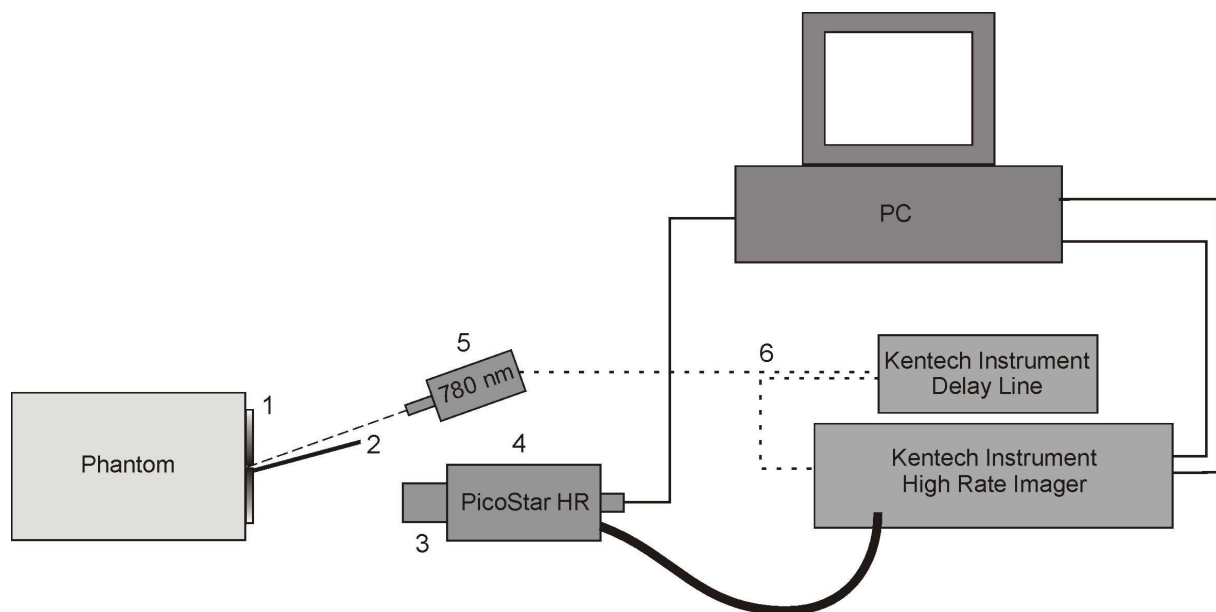 PC
6
Kentech Instrument
Delay Line
5
780 nm
1
2
Phantom
4
PicoStar HR
3
Kentech Instrument
High Rate Imager